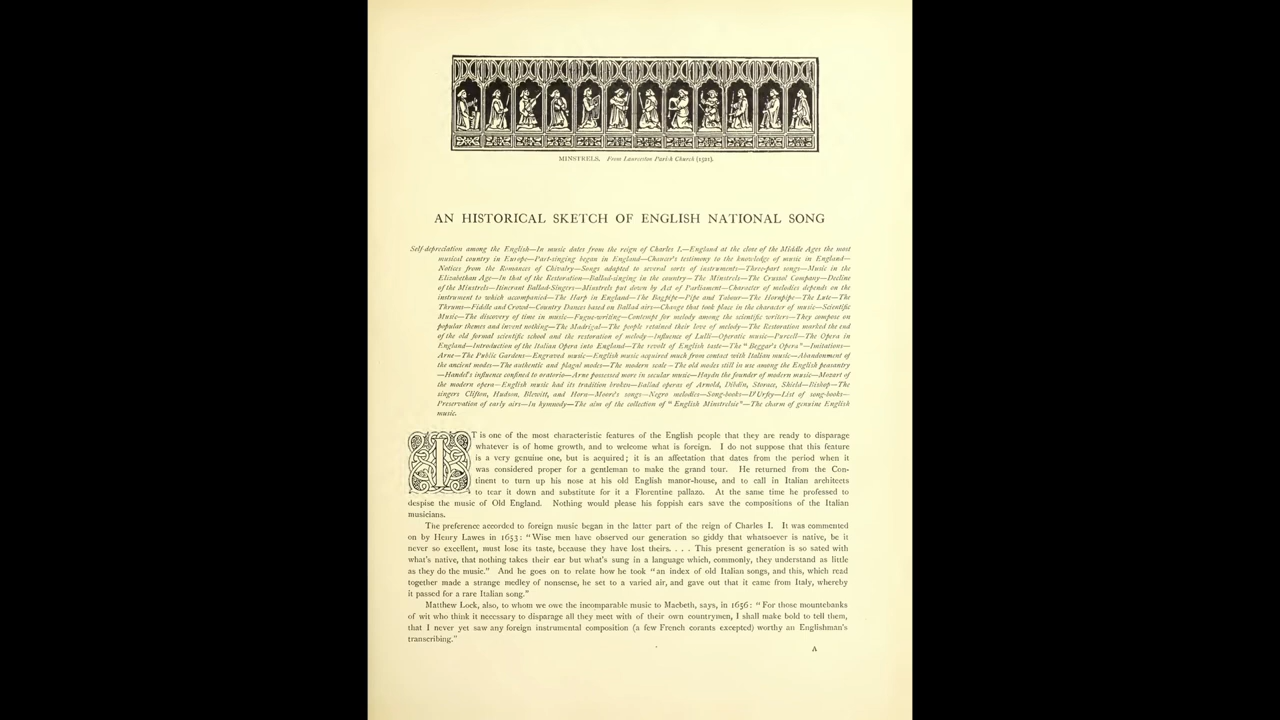 MINSTRELS. From Launceston Parish Church (1521).
AN HISTORICAL SKETCH OF ENGLISH NATIONAL SONG
Self-depreciation among the English—In music dates from the reign of Charles I.—England at the close of the Middle Ages the most
musical country in Europe—Part-singing began in England—Chaucer's testimony to the knowledge of music in England—
Notices from the Romances of Chivalry—Songs adapted to several sorts of instruments—Three-part songs—Music in the
Elizabethan Age—In that of the Restoration—Ballad-singing in the country—The Minstrels—The Crussol Company—Decline
of the Minstrels—Itinerant Ballad-Singers—Minstrels put down by Act of Parliament—Character of melodies depends on the
instrument to which accompanied—The Harp in England—The Bagpipe—Pipe and Tabour—The Hornpipe—The Lute—The
Thrums—Fiddle and Crowd—Country Dances based on Ballad airs—Change that took place in the character of music—Scientific
Music—The discovery of time in music—Fugue-writing—Contempt for melody among the scientific writers—They compose on
popular themes and invent nothing—The Madrigal—The people retained their love of melody—The Restoration marked the end
of the old formal scientific school and the restoration of melody—Influence of Lulli—Operatic music—Purcell—The Opera in
England—Introduction of the Italian Opera into England—The revolt of English taste—The "Beggar's Opera"—Imitations—
Arne—The Public Gardens—Engraved music—English music acquired much from contact with Italian music—Abandonment of
the ancient modes—The authentic and plagal modes—The modern scale—The old modes still in use among the English peasantry
—Handel's influence confined to oratorio—Arne possessed more in secular music—Haydn the founder of modern music—Mozart of
the modern opera—English music had its tradition broken—Ballad operas of Arnold, Dibdin, Storace, Shield—Bishop—The
singers Clifton, Hudson, Blewitt, and Horn—Moore's songs—Negro melodies—Song-books—D'Urfey—List of song-books—
Preservation of early airs—In hymnody—The aim of the collection of "English Minstrelsie"—The charm of genuine English
music.
IT is one of the most characteristic features of the English people that they are ready to disparage
whatever is of home growth, and to welcome what is foreign. I do not suppose that this feature
is a very genuine one, but is acquired; it is an affectation that dates from the period when it
was considered proper for a gentleman to make the grand tour. He returned from the Con-
tinent to turn up his nose at his old English manor-house, and to call in Italian architects
to tear it down and substitute for it a Florentine pallazo. At the same time he professed to
despise the music of Old England. Nothing would please his foppish ears save the compositions of the Italian
musicians.
The preference accorded to foreign music began in the latter part of the reign of Charles I. It was commented
on by Henry Lawes in 1653: "Wise men have observed our generation so giddy that whatsoever is native, be it
never so excellent, must lose its taste, because they have lost theirs. . . . This present generation is so sated with
what's native, that nothing takes their ear but what's sung in a language which, commonly, they understand as little
as they do the music." And he goes on to relate how he took "an index of old Italian songs, and this, which read
together made a strange medley of nonsense, he set to a varied air, and gave out that it came from Italy, whereby
it passed for a rare Italian song."
Matthew Lock, also, to whom we owe the incomparable music to Macbeth, says, in 1656: "For those mountebanks
of wit who think it necessary to disparage all they meet with of their own countrymen, I shall make bold to tell them,
that I never yet saw any foreign instrumental composition (a few French corants excepted) worthy an Englishman's
transcribing."
A